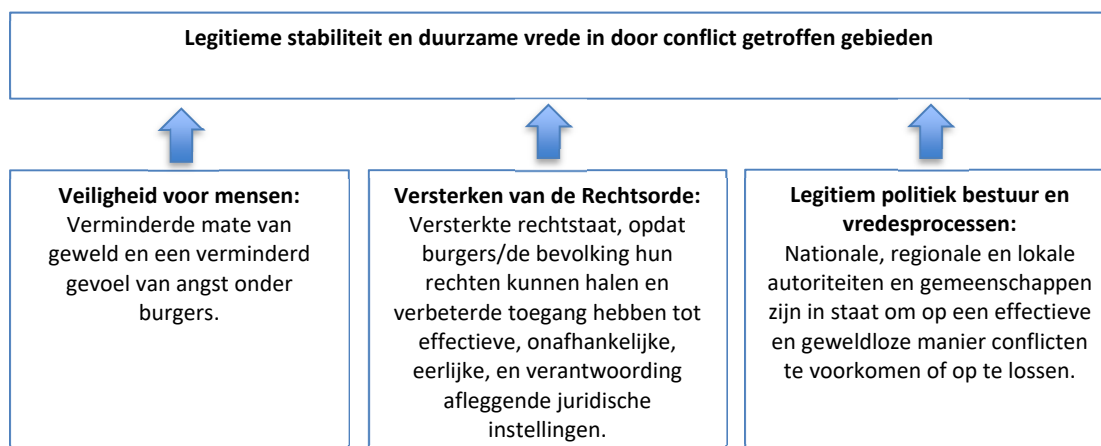 Legitieme stabiliteit en duurzame vrede in door conflict getroffen gebieden
Veiligheid voor mensen:
Verminderde mate van
geweld en een verminderd
gevoel van angst onder
burgers.
Versterken van de Rechtsorde:
Versterkte rechtstaat, opdat
burgers/de bevolking hun
rechten kunnen halen en
verbeterde toegang hebben tot
effectieve, onafhankelijke,
eerlijke, en verantwoording
afleggende juridische
instellingen.
Legitiem politiek bestuur en
vredesprocessen:
Nationale, regionale en lokale
autoriteiten en gemeenschappen
zijn in staat om op een effectieve
en geweldloze manier conflicten
te voorkomen of op te lossen.